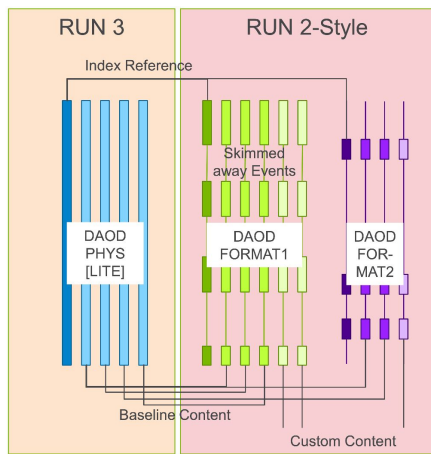 RUN 3
RUN 2-Style
Index Reference
Skimmed
away Events
DAOD
PHYS
[LITE]
DAOD
FORMAT1
DAOD
FOR-
MAT2
Baseline Content
Custom Content